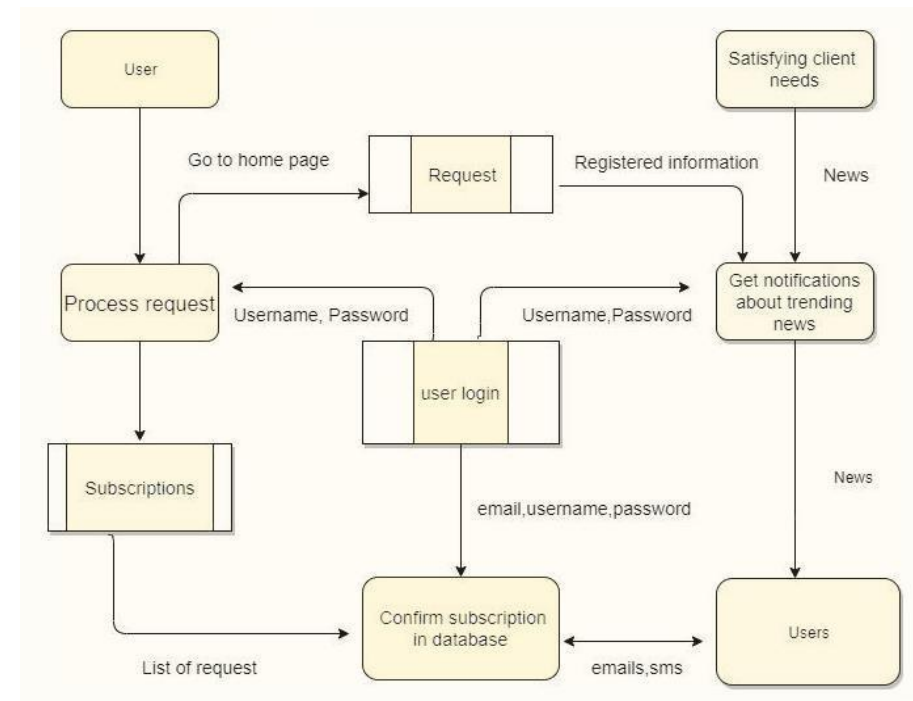 User
Satisfying client
needs
Go to home page
Request
Registered information
News
Process request
Get notifications
about trending
news
Username, Password
Username,Password
user login
Subscriptions
News
email,username,password
Confirm subscription
in database
Users
List of request
emails,sms